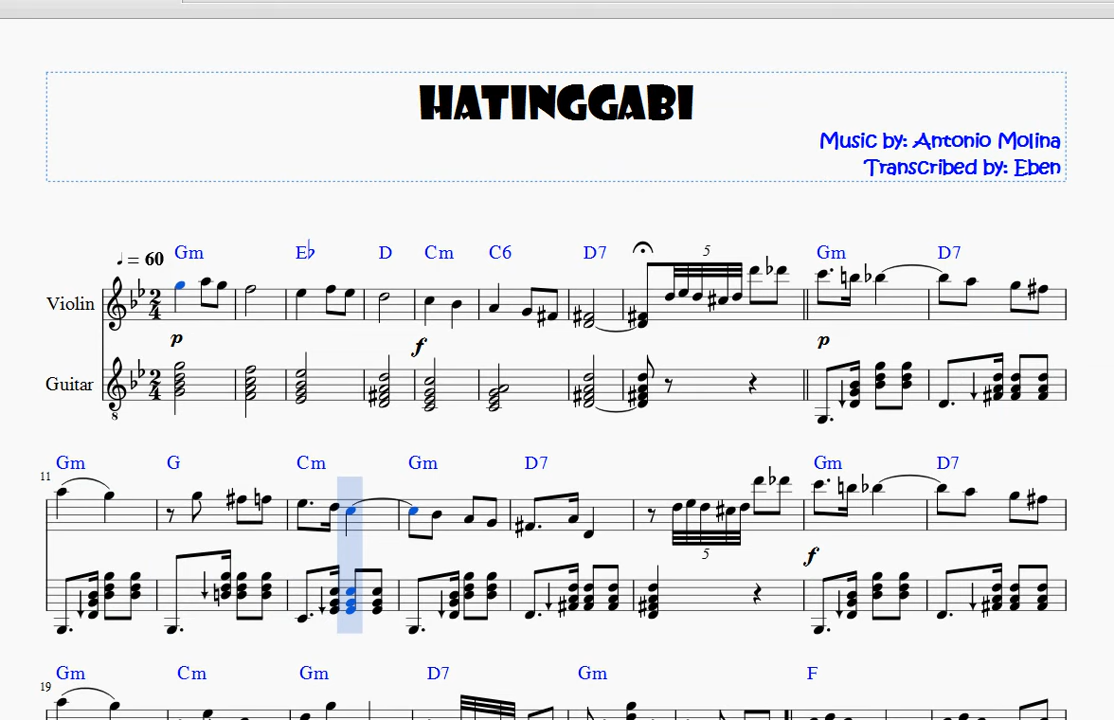 HATINGGABI
Music by: Antonio Molina
Transcribed by: Eben
♩ = 60 Gm E♭ D Cm C6 D7 5 Gm D7
Violin
p f p
Guitar
8
Gm G Cm Gm D7 Gm D7
11
5
f
Gm Cm Gm D7 Gm F
19